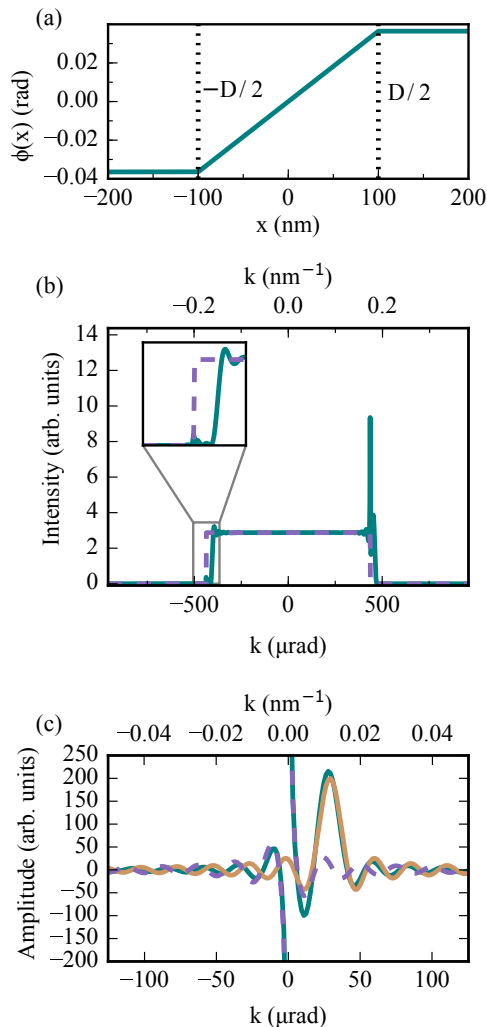 (a)
0.02
0.00
−0.02
−0.04
ϕ(x) (rad)
−D/2
D/2
−200 −100 0 100 200
x (nm)
k (nm⁻¹)
(b)
−0.2 0.0 0.2
14
12
10
8
6
4
2
0
Intensity (arb. units)
−500 0 500
k (μrad)
k (nm⁻¹)
(c)
−0.04 −0.02 0.00 0.02 0.04
250
200
150
100
50
0
−50
−100
−150
−200
Amplitude (arb. units)
−100 −50 0 50 100
k (μrad)